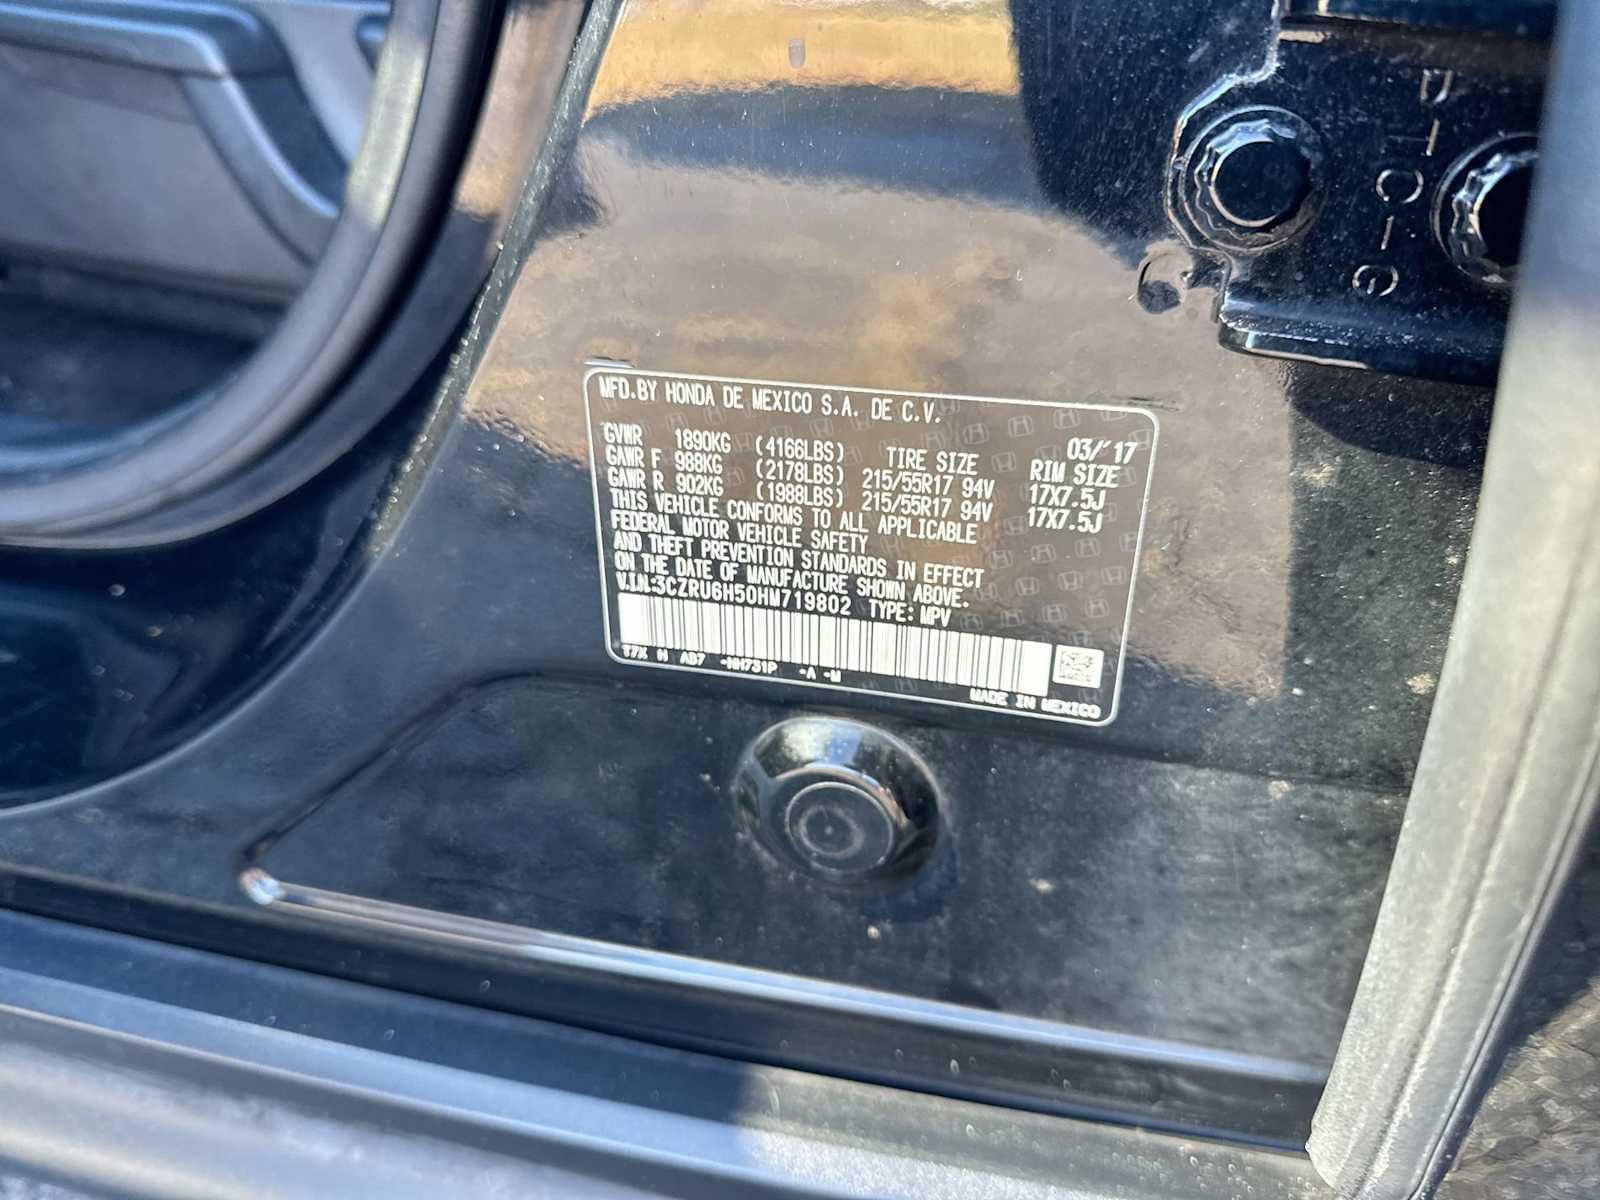 MFD.BY HONDA DE MEXICO S.A. DE C.V.
03/'17
GVWR 1890KG (4166LBS) TIRE SIZE RIM SIZE
GAWR F 988KG (2178LBS) 215/55R17 94V 17X7.5J
GAWR R 902KG (1988LBS) 215/55R17 94V 17X7.5J
THIS VEHICLE CONFORMS TO ALL APPLICABLE
FEDERAL MOTOR VEHICLE SAFETY
AND THEFT PREVENTION STANDARDS IN EFFECT
ON THE DATE OF MANUFACTURE SHOWN ABOVE.
V.I.N.:3CZRU6H50HM719802 TYPE: MPV
T7X H AB7 -NH731P -A -M
MADE IN MEXICO